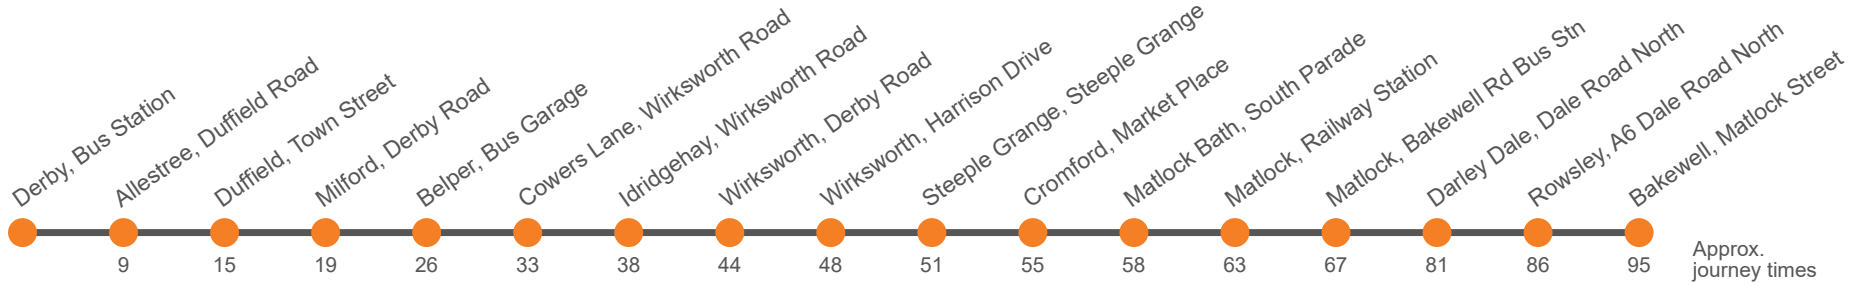 Derby, Bus Station
Allestree, Duffield Road
Duffield, Town Street
Milford, Derby Road
Belper, Bus Garage
Cowers Lane, Wirksworth Road
Idridgehay, Wirksworth Road
Wirksworth, Derby Road
Wirksworth, Harrison Drive
Steeple Grange, Steeple Grange
Cromford, Market Place
Matlock Bath, South Parade
Matlock, Railway Station
Matlock, Bakewell Rd Bus Stn
Darley Dale, Dale Road North
Rowsley, A6 Dale Road North
Bakewell, Matlock Street
9 15 19 26 33 38 44 48 51 55 58 63 67 81 86 95
Approx.
journey times